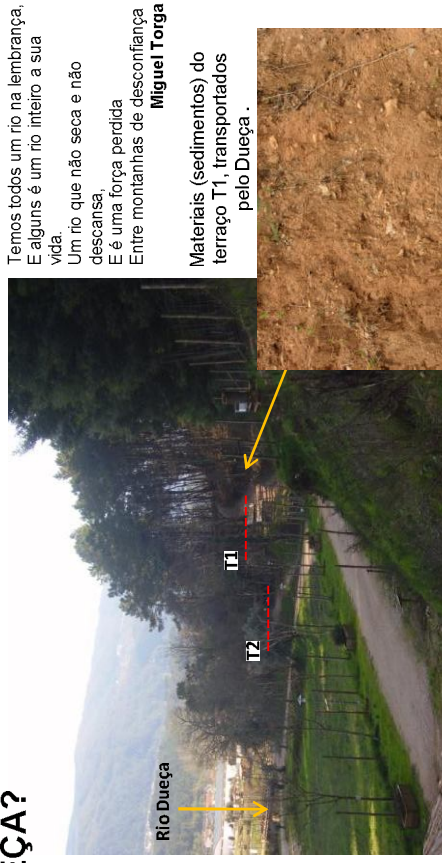 EÇA?
Temos todos um rio na lembrança,
E alguns é um rio inteiro a sua
vida.
Um rio que não seca e não
descansa,
E é uma força perdida
Entre montanhas de desconfiança
Miguel Torga
Materiais (sedimentos) do
terraço T1, transportados
pelo Dueça .
T1
T2
Rio Dueça